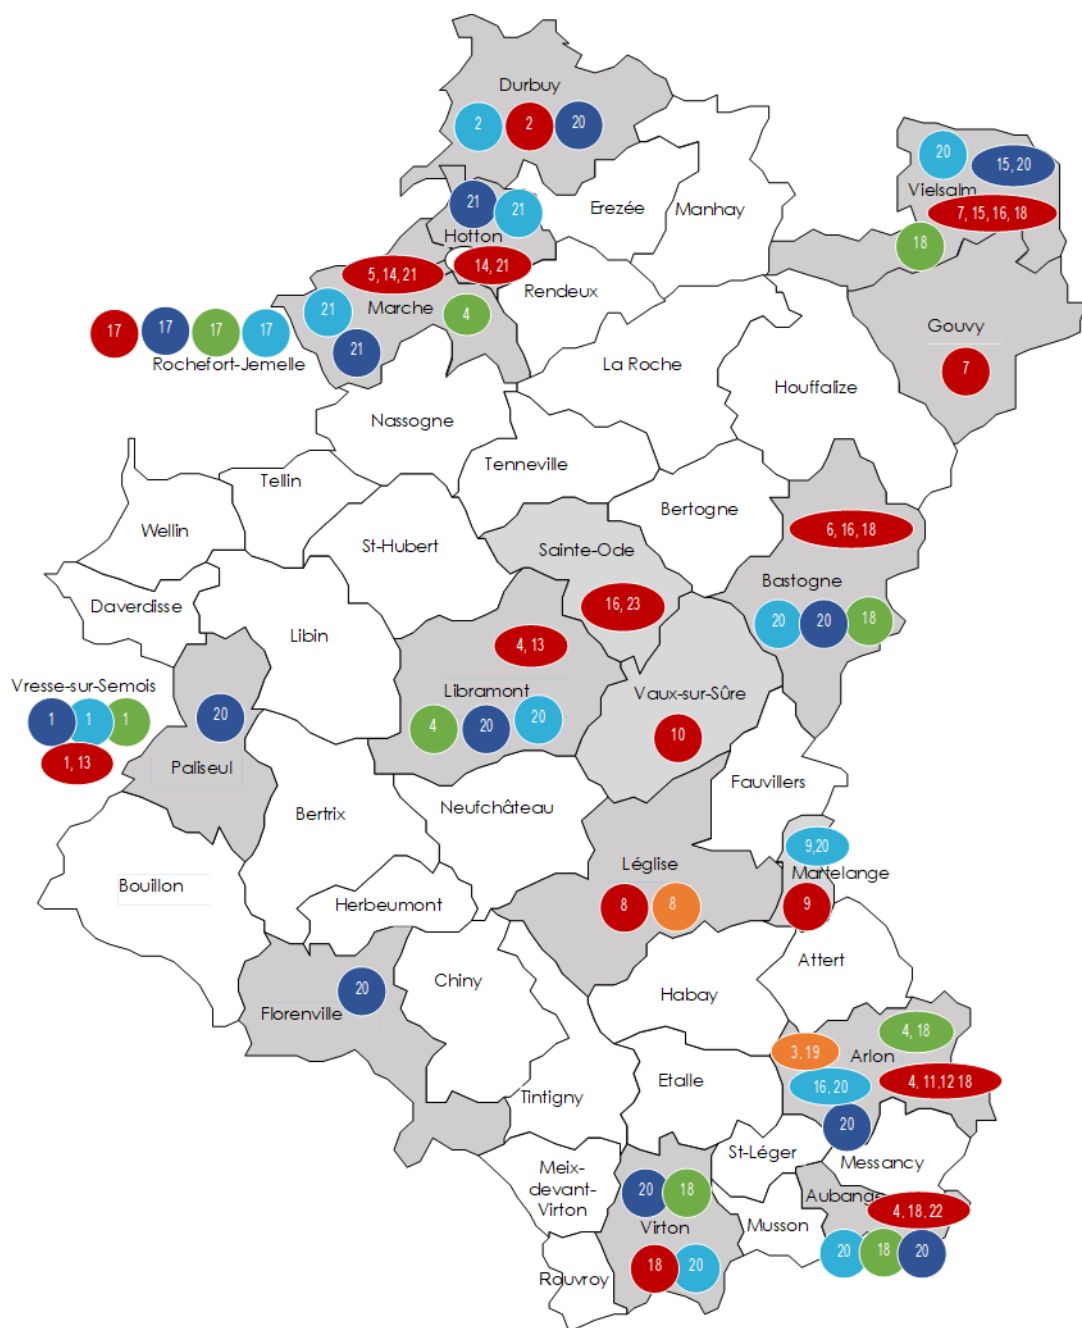 Durbuy
2
2
20
20
15, 20
Vielsalm
7, 15, 16, 18
18
21
21
Hotton
Erezée
Manhay
14, 21
5, 14, 21
Rendeux
Marche
4
21
21
17
17
17
17
Rochefort-Jemelle
Gouvy
7
La Roche
Houffalize
Nassogne
Tenneville
Tellin
Bertogne
Wellin
St-Hubert
Sainte-Ode
6, 16, 18
Bastogne
20
20
18
16, 23
Daverdisse
Libin
4, 13
Libramont
4
20
20
Vresse-sur-Semois
1
1
1
1, 13
20
Paliseul
Vaux-sur-Sûre
10
Fauvillers
Bertrix
Neufchâteau
9,20
Martelange
9
Léglise
8
8
Bouillon
Herbeumont
Attert
Chiny
Habay
20
Florenville
4, 18
3, 19
Arlon
16, 20
4, 11,12 18
20
Etalle
Tintigny
St-Léger
Messancy
Meix-
devant-
Virton
20
18
Virton
18
20
Musson
Aubang
4, 18, 22
20
18
20
Rouvroy